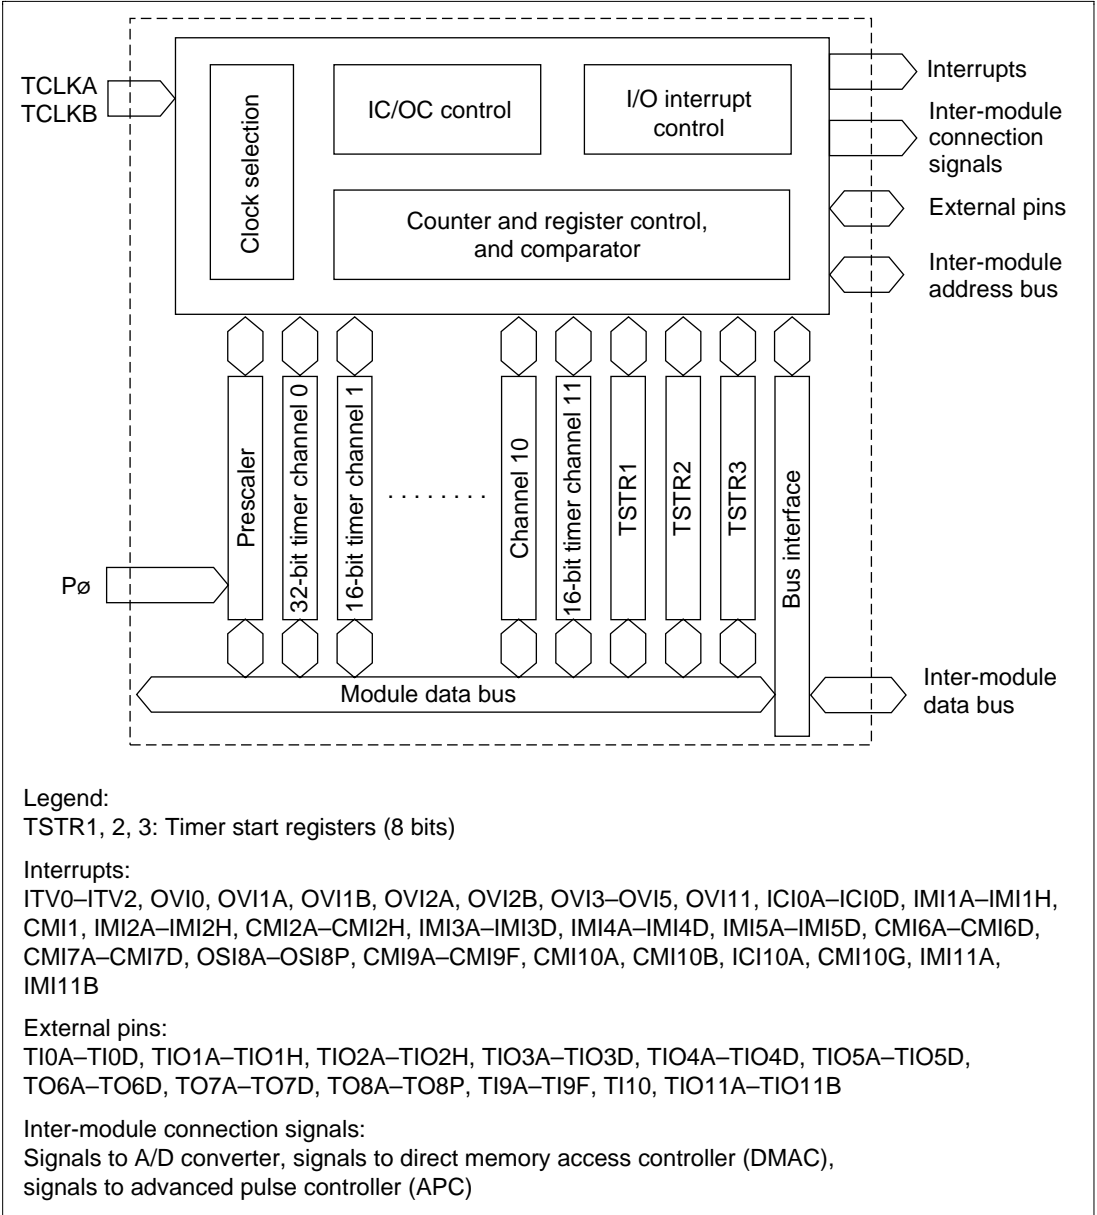 TCLKA
TCLKB
Clock selection
IC/OC control
I/O interrupt
control
Counter and register control,
and comparator
Interrupts
Inter-module
connection
signals
External pins
Inter-module
address bus
Prescaler
32-bit timer channel 0
16-bit timer channel 1
. . . . . . . .
Channel 10
16-bit timer channel 11
TSTR1
TSTR2
TSTR3
Bus interface
Pø
Module data bus
Inter-module
data bus
Legend:
TSTR1, 2, 3: Timer start registers (8 bits)
Interrupts:
ITV0–ITV2, OVI0, OVI1A, OVI1B, OVI2A, OVI2B, OVI3–OVI5, OVI11, ICI0A–ICI0D, IMI1A–IMI1H,
CMI1, IMI2A–IMI2H, CMI2A–CMI2H, IMI3A–IMI3D, IMI4A–IMI4D, IMI5A–IMI5D, CMI6A–CMI6D,
CMI7A–CMI7D, OSI8A–OSI8P, CMI9A–CMI9F, CMI10A, CMI10B, ICI10A, CMI10G, IMI11A,
IMI11B
External pins:
TI0A–TI0D, TIO1A–TIO1H, TIO2A–TIO2H, TIO3A–TIO3D, TIO4A–TIO4D, TIO5A–TIO5D,
TO6A–TO6D, TO7A–TO7D, TO8A–TO8P, TI9A–TI9F, TI10, TIO11A–TIO11B
Inter-module connection signals:
Signals to A/D converter, signals to direct memory access controller (DMAC),
signals to advanced pulse controller (APC)